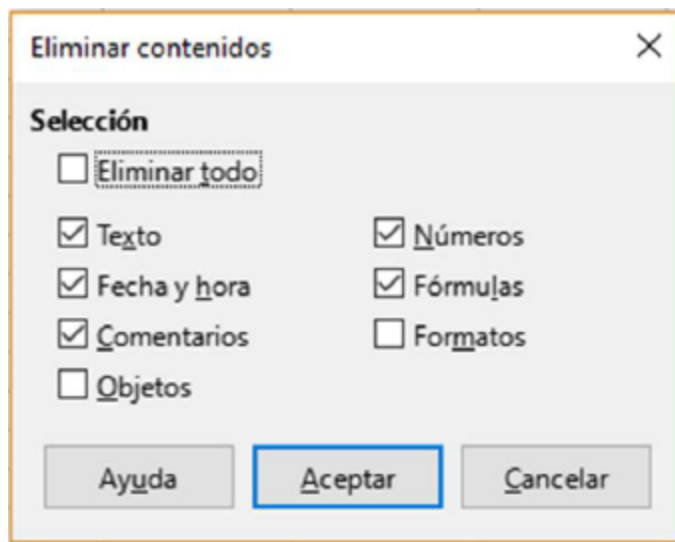 Eliminar contenidos
Selección
Eliminar todo
Texto Números
Fecha y hora Fórmulas
Comentarios Formatos
Objetos
Ayuda Aceptar Cancelar